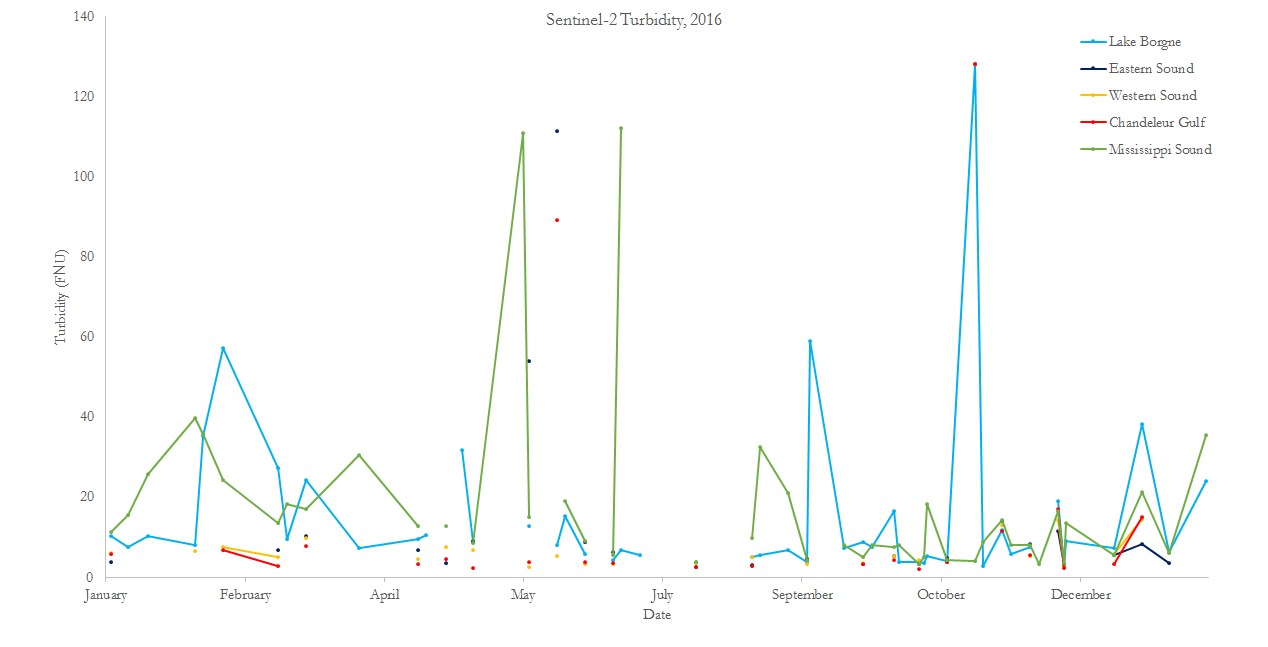 Sentinel-2 Turbidity, 2016
140
120
100
80
60
40
20
0
Turbidity (FNU)
Lake Borgne
Eastern Sound
Western Sound
Chandeleur Gulf
Mississippi Sound
January February April May July September October December
Date